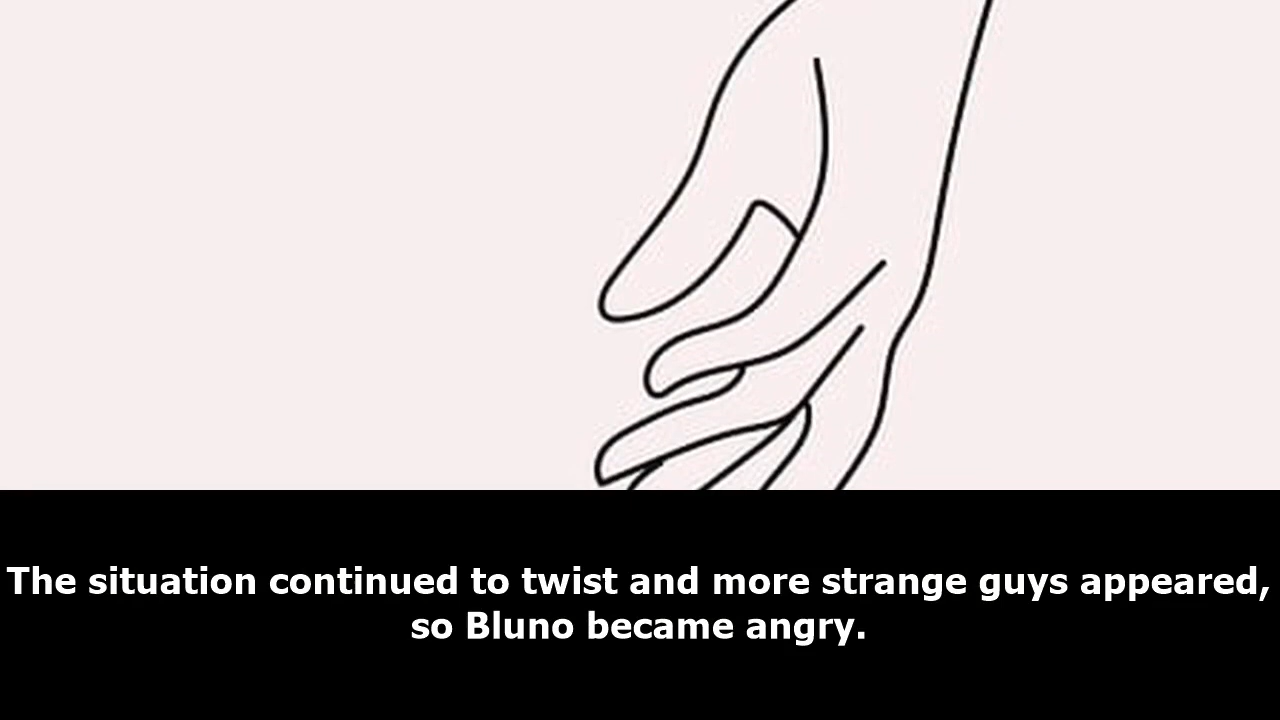 The situation continued to twist and more strange guys appeared,
so Bluno became angry.